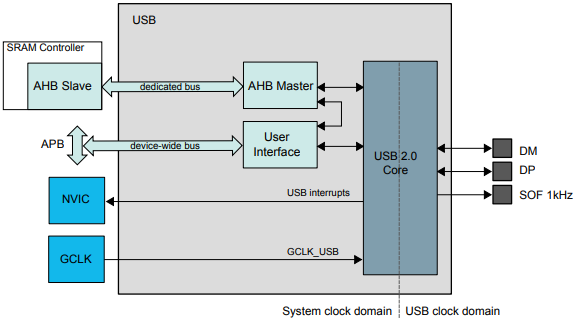 USB
SRAM Controller
AHB Slave
dedicated bus
AHB Master
APB
device-wide bus
User
Interface
USB 2.0
Core
DM
DP
SOF 1kHz
NVIC
USB interrupts
GCLK
GCLK_USB
System clock domain
USB clock domain